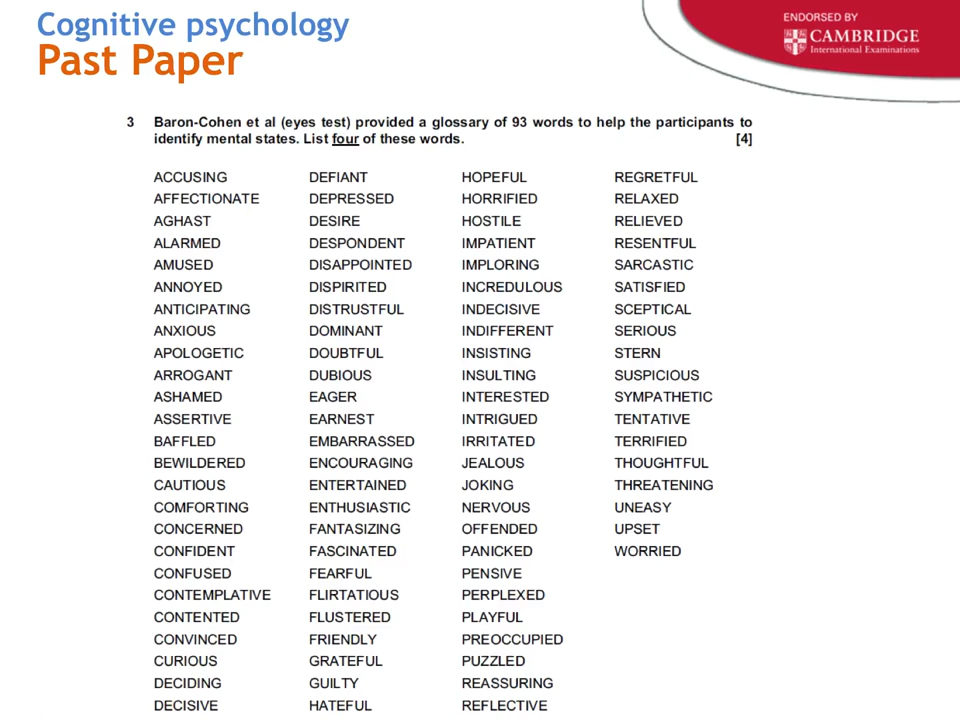 Cognitive psychology
Past Paper
ENDORSED BY
CAMBRIDGE
International Examinations
3 Baron-Cohen et al (eyes test) provided a glossary of 93 words to help the participants to
identify mental states. List four of these words. [4]
ACCUSING DEFIANT HOPEFUL REGRETFUL
AFFECTIONATE DEPRESSED HORRIFIED RELAXED
AGHAST DESIRE HOSTILE RELIEVED
ALARMED DESPONDENT IMPATIENT RESENTFUL
AMUSED DISAPPOINTED IMPLORING SARCASTIC
ANNOYED DISPIRITED INCREDULOUS SATISFIED
ANTICIPATING DISTRUSTFUL INDECISIVE SCEPTICAL
ANXIOUS DOMINANT INDIFFERENT SERIOUS
APOLOGETIC DOUBTFUL INSISTING STERN
ARROGANT DUBIOUS INSULTING SUSPICIOUS
ASHAMED EAGER INTERESTED SYMPATHETIC
ASSERTIVE EARNEST INTRIGUED TENTATIVE
BAFFLED EMBARRASSED IRRITATED TERRIFIED
BEWILDERED ENCOURAGING JEALOUS THOUGHTFUL
CAUTIOUS ENTERTAINED JOKING THREATENING
COMFORTING ENTHUSIASTIC NERVOUS UNEASY
CONCERNED FANTASIZING OFFENDED UPSET
CONFIDENT FASCINATED PANICKED WORRIED
CONFUSED FEARFUL PENSIVE
CONTEMPLATIVE FLIRTATIOUS PERPLEXED
CONTENTED FLUSTERED PLAYFUL
CONVINCED FRIENDLY PREOCCUPIED
CURIOUS GRATEFUL PUZZLED
DECIDING GUILTY REASSURING
DECISIVE HATEFUL REFLECTIVE